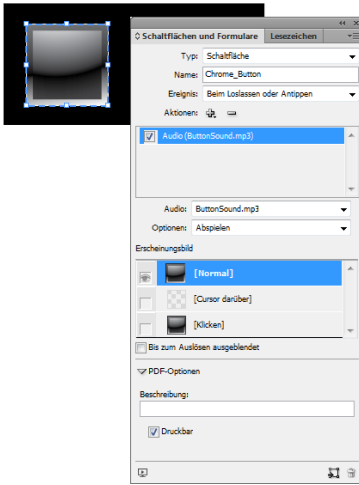 Schaltflächen und Formulare Lesezeichen
Typ: Schaltfläche
Name: Chrome_Button
Ereignis: Beim Loslassen oder Antippen
Aktionen:
Audio (ButtonSound.mp3)
Audio: ButtonSound.mp3
Optionen: Abspielen
Erscheinungsbild
[Normal]
[Cursor darüber]
[Klicken]
Bis zum Auslösen ausgeblendet
PDF-Optionen
Beschreibung:
Druckbar